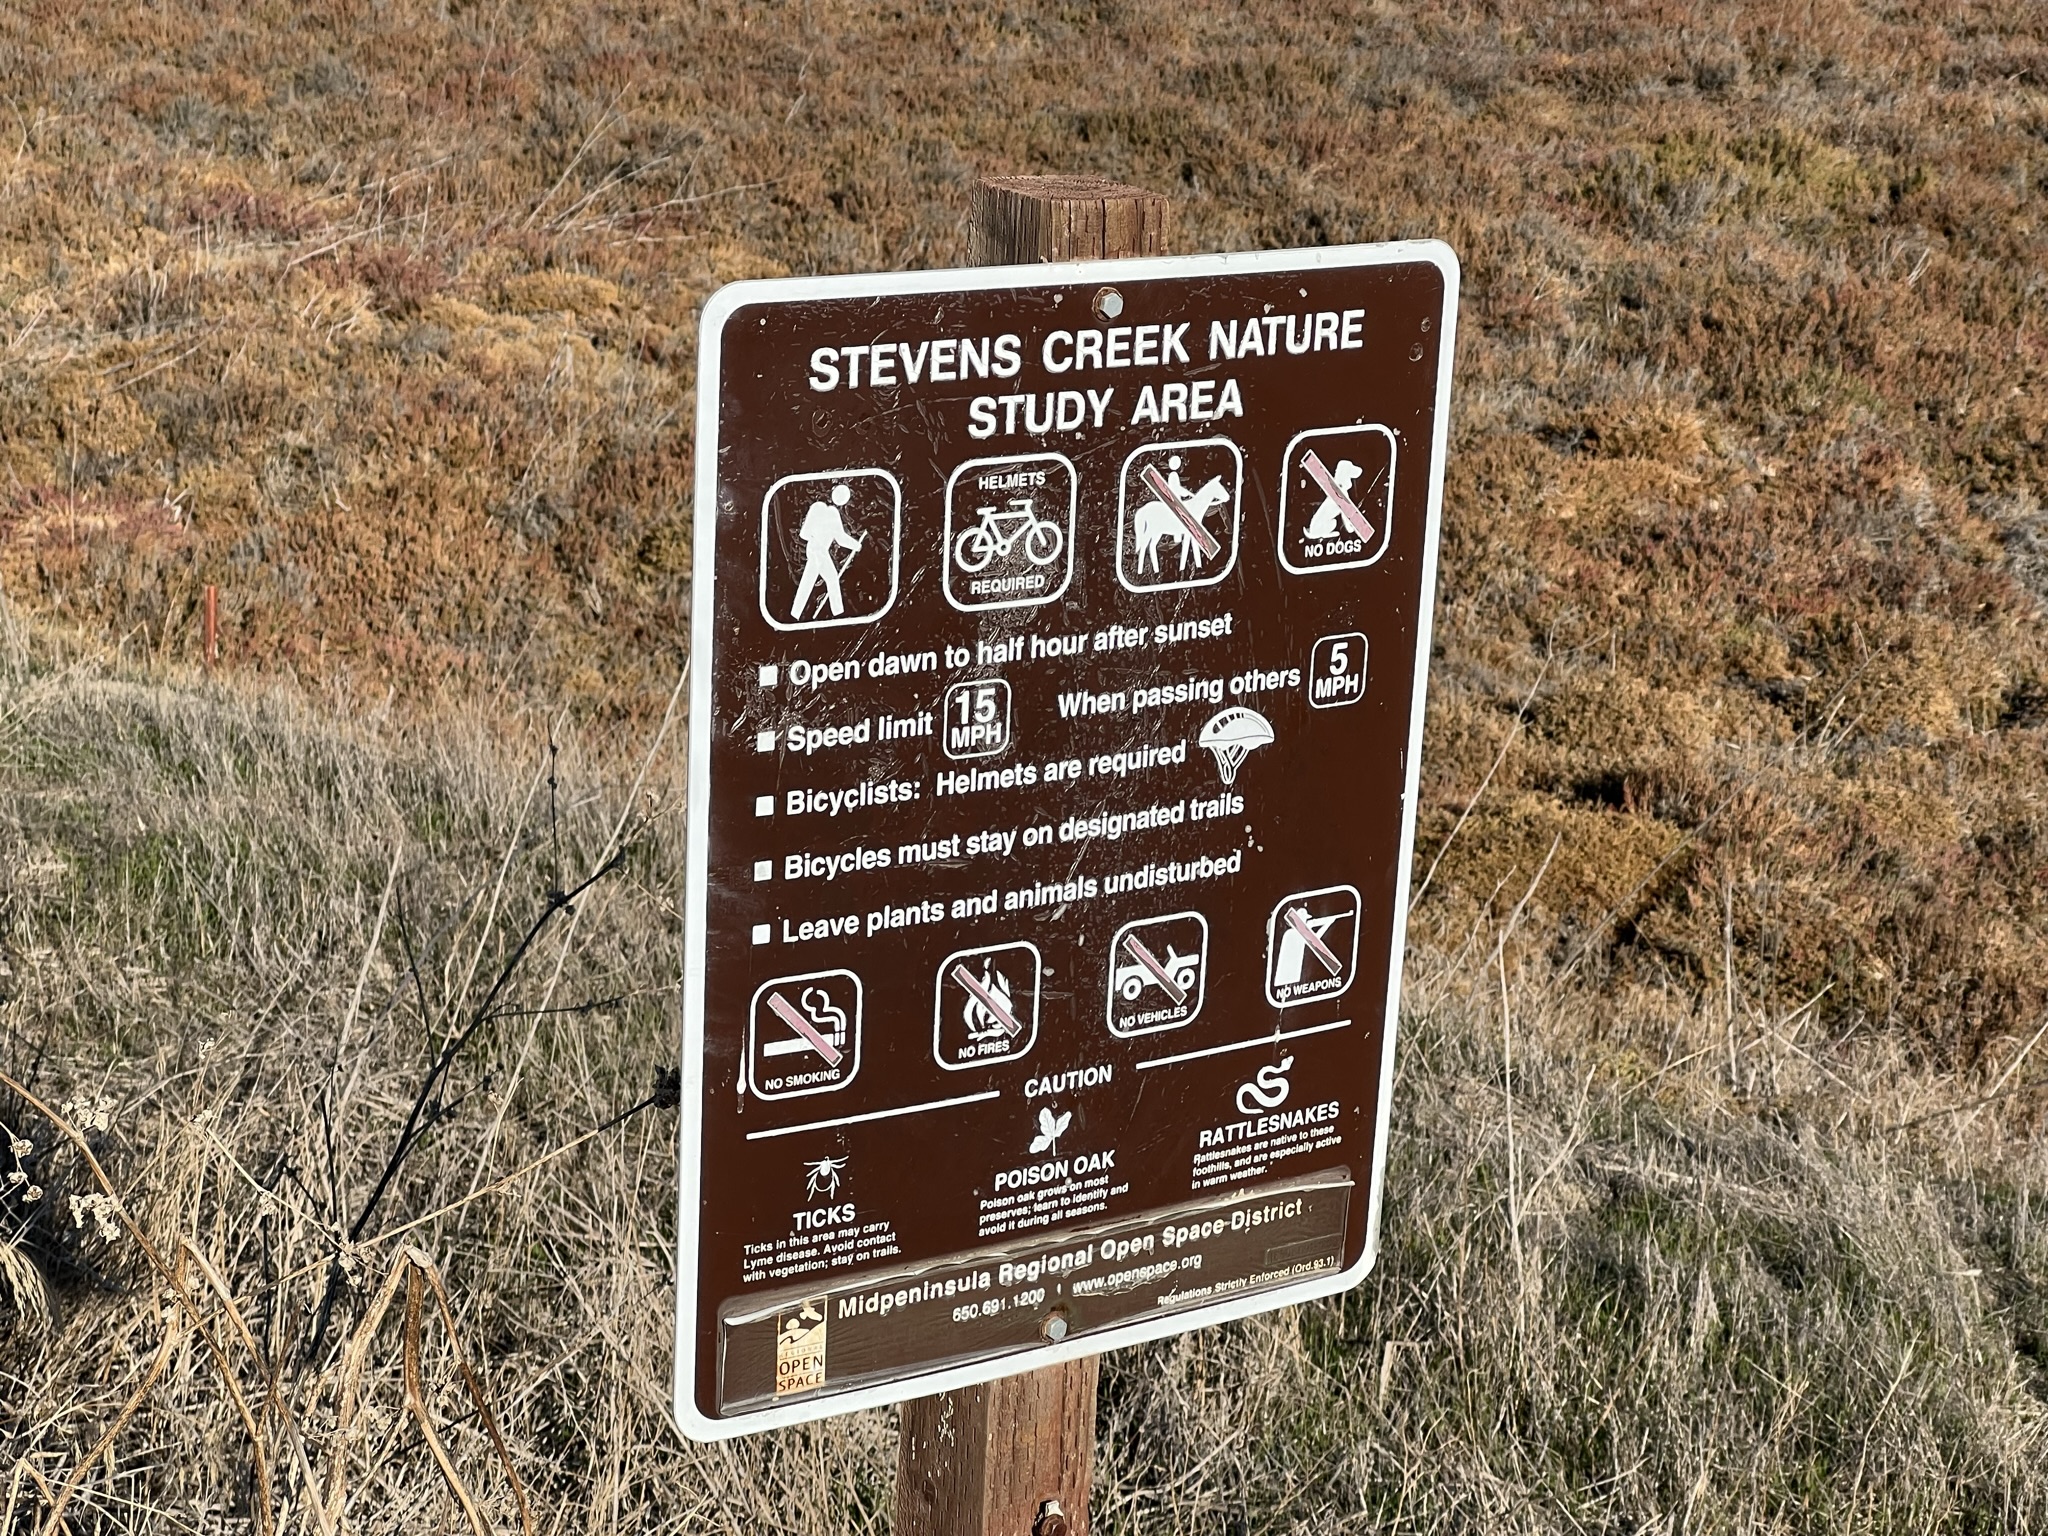 STEVENS CREEK NATURE
STUDY AREA
HELMETS
REQUIRED
NO DOGS
Open dawn to half hour after sunset
Speed limit 15 MPH When passing others 5 MPH
Bicyclists: Helmets are required
Bicycles must stay on designated trails
Leave plants and animals undisturbed
NO SMOKING
NO FIRES
NO VEHICLES
NO WEAPONS
CAUTION
TICKS
Ticks in this area may carry
Lyme disease. Avoid contact
with vegetation; stay on trails.
POISON OAK
Poison oak grows on most
preserves; learn to identify and
avoid it during all seasons.
RATTLESNAKES
Rattlesnakes are native to these
foothills, and are especially active
in warm weather.
Midpeninsula Regional Open Space District
650.691.1200 www.openspace.org
Regulations Strictly Enforced (Ord.93.1)
REGIONAL
OPEN
SPACE